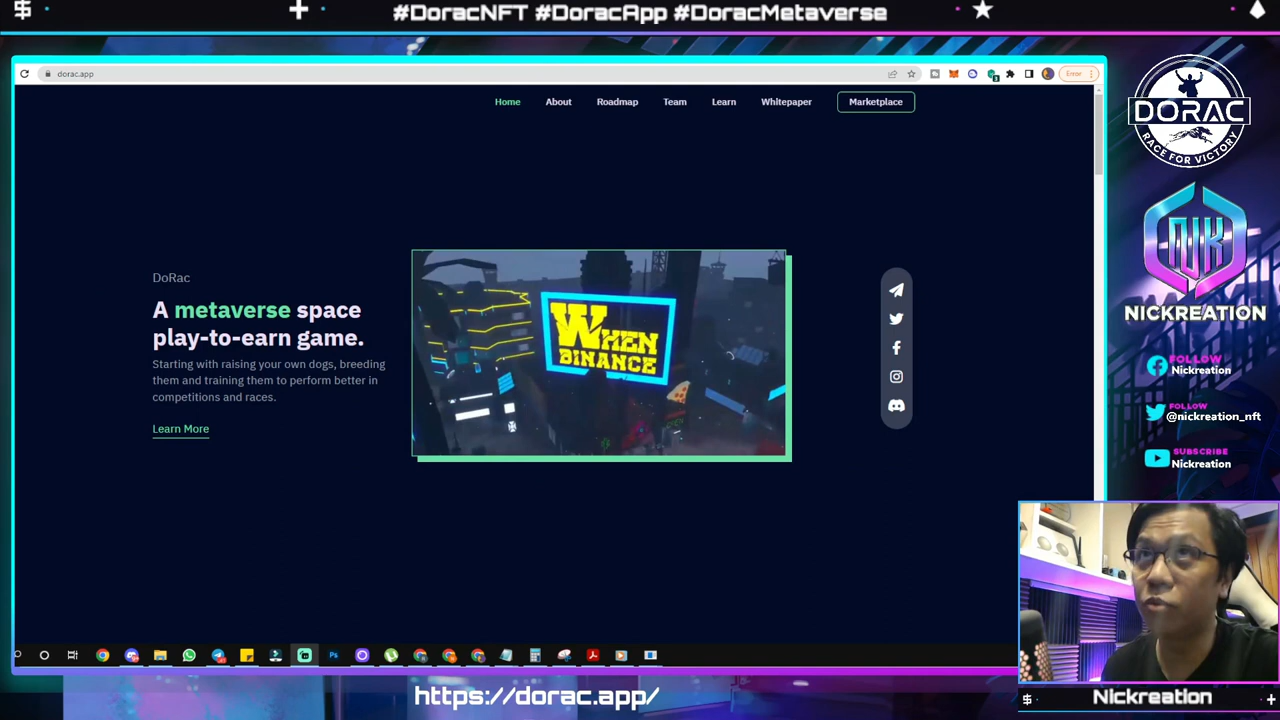 #DoracNFT #DoracApp #DoracMetaverse
dorac.app
Error
Home About Roadmap Team Learn Whitepaper Marketplace
DoRac
A metaverse space
play-to-earn game.
Starting with raising your own dogs, breeding
them and training them to perform better in
competitions and races.
Learn More
WHEN
BINANCE
DORAC
RACE FOR VICTORY
NK
NICKREATION
FOLLOW
Nickreation
FOLLOW
@nickreation_nft
SUBSCRIBE
Nickreation
https://dorac.app/
Nickreation